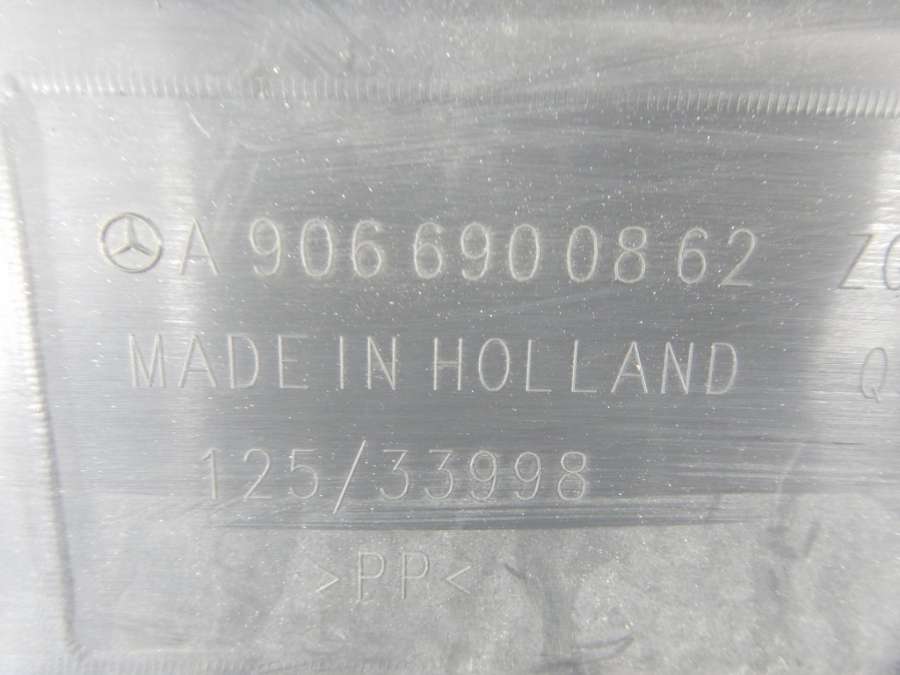 A 906 690 08 62
MADE IN HOLLAND
Q
125/33998
>PP<